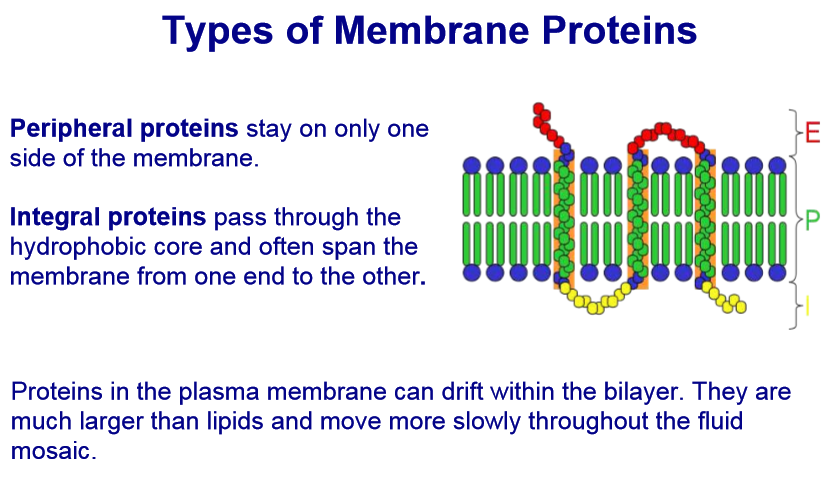 Types of Membrane Proteins
Peripheral proteins stay on only one
side of the membrane.
E
Integral proteins pass through the
hydrophobic core and often span the
membrane from one end to the other.
P
I
Proteins in the plasma membrane can drift within the bilayer. They are
much larger than lipids and move more slowly throughout the fluid
mosaic.